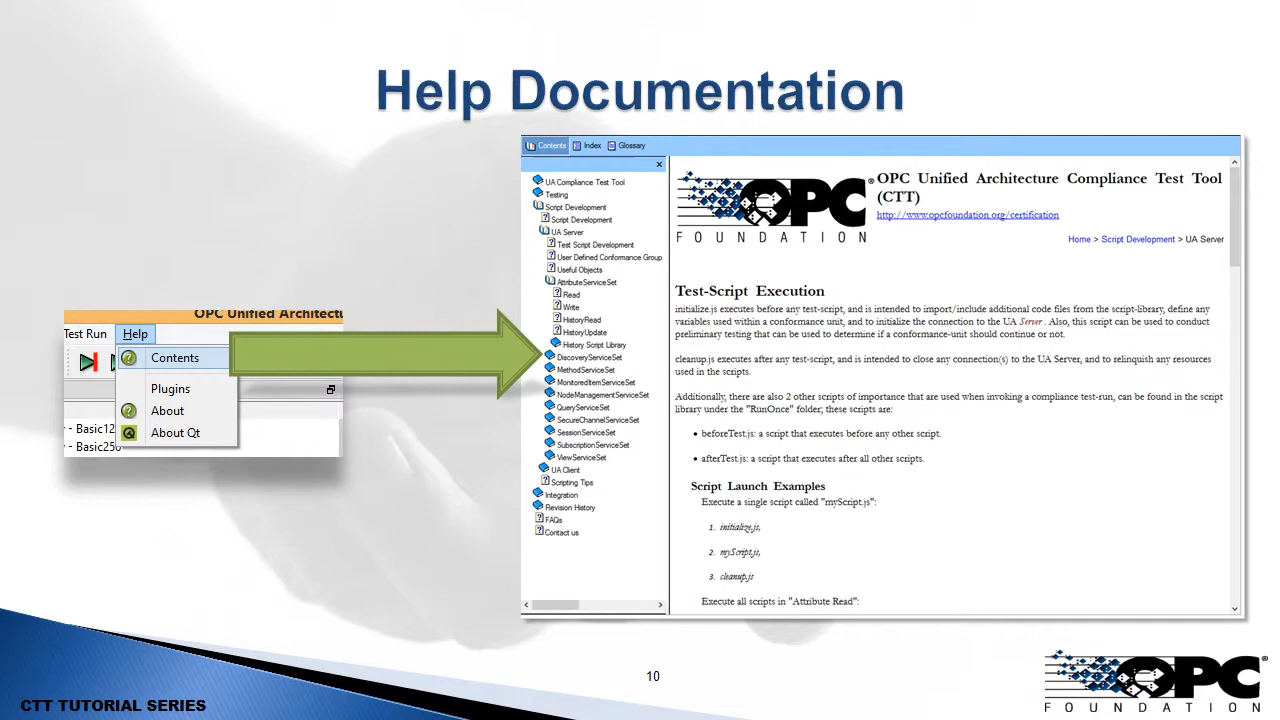 Help Documentation
OPC Unified Architectu
Test Run Help
Contents
Plugins
About
About Qt
y - Basic12
y - Basic256
Contents Index Glossary
UA Compliance Test Tool
Testing
Script Development
Script Development
UA Server
Test Script Development
User Defined Conformance Group
Useful Objects
AttributeServiceSet
Read
Write
HistoryRead
HistoryUpdate
History Script Library
DiscoveryServiceSet
MethodServiceSet
MonitoredItemServiceSet
NodeManagementServiceSet
QueryServiceSet
SecureChannelServiceSet
SessionServiceSet
SubscriptionServiceSet
ViewServiceSet
UA Client
Scripting Tips
Integration
Revision History
FAQs
Contact us
OPC
FOUNDATION
® OPC Unified Architecture Compliance Test Tool
(CTT)
http://www.opcfoundation.org/certification
Home > Script Development > UA Server
Test-Script Execution
initialize.js executes before any test-script, and is intended to import/include additional code files from the script-library, define any
variables used within a conformance unit, and to initialize the connection to the UA Server . Also, this script can be used to conduct
preliminary testing that can be used to determine if a conformance-unit should continue or not.
cleanup.js executes after any test-script, and is intended to close any connection(s) to the UA Server, and to relinquish any resources
used in the scripts.
Additionally, there are also 2 other scripts of importance that are used when invoking a compliance test-run, can be found in the script
library under the "RunOnce" folder; these scripts are:
• beforeTest.js: a script that executes before any other script.
• afterTest.js: a script that executes after all other scripts.
Script Launch Examples
Execute a single script called "myScript.js":
1. initialize.js,
2. myScript.js,
3. cleanup.js
Execute all scripts in "Attribute Read":
10
CTT TUTORIAL SERIES
OPC ®
FOUNDATION